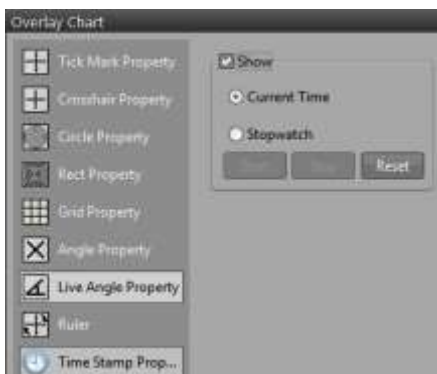 Overlay Chart
Tick Mark Property
Crosshair Property
Circle Property
Rect Property
Grid Property
Angle Property
Live Angle Property
Ruler
Time Stamp Prop...
Show
Current Time
Stopwatch
Reset